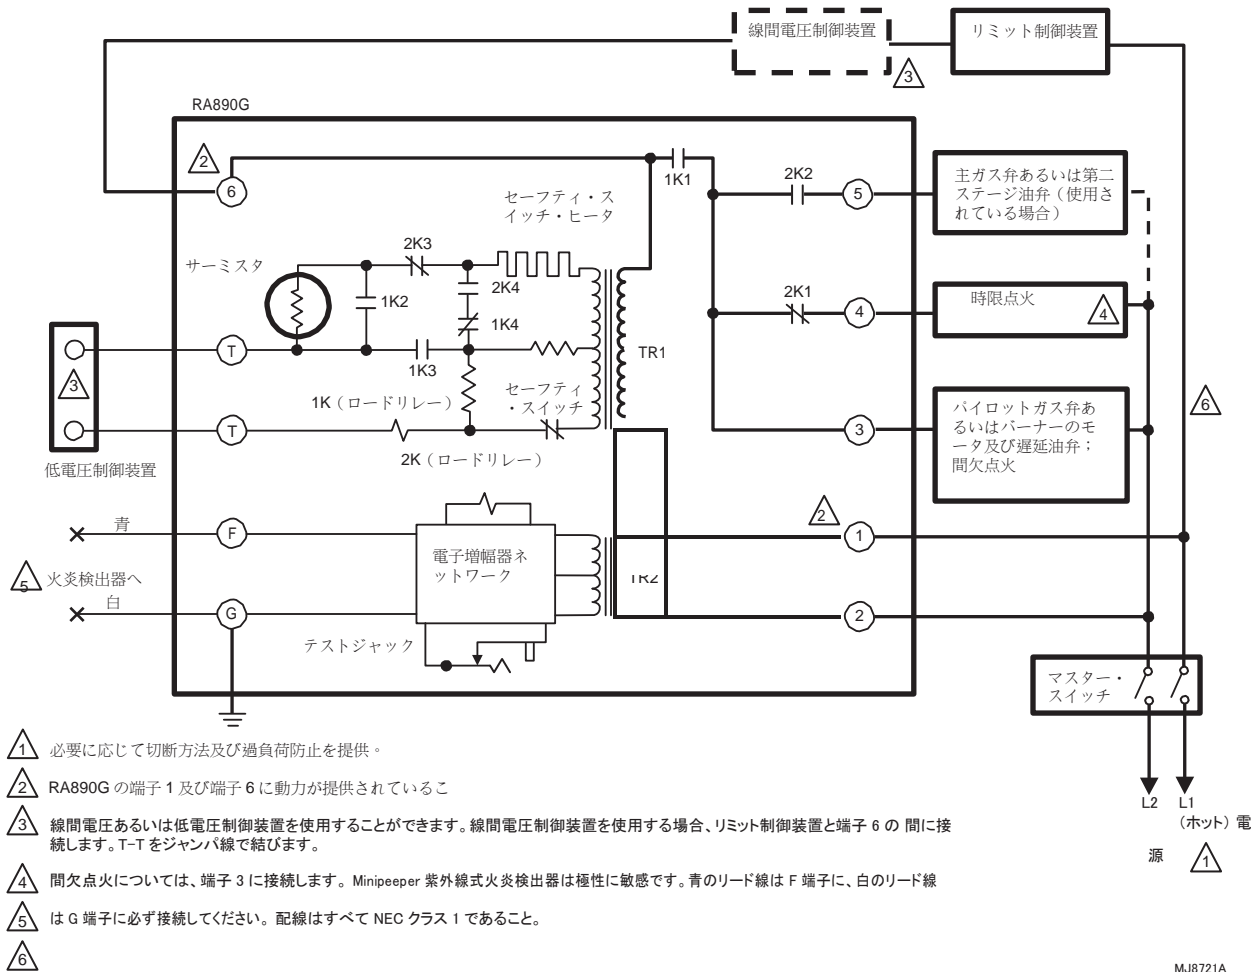 線間電圧制御装置
リミット制御装置
3
RA890G
2
6
1K1
2K2
5
主ガス弁あるいは第二
ステージ油弁（使用さ
れている場合）
セーフティ・ス
イッチ・ヒータ
サーミスタ
2K3
2K4
1K2
1K4
2K1
4
時限点火
4
T
1K3
TR1
3
1K（ロードリレー）
セーフティ
・スイッチ
T
2K（ロードリレー）
低電圧制御装置
3
パイロットガス弁あ
るいはバーナーのモ
ータ及び遅延油弁；
間欠点火
6
青
F
電子増幅器ネ
ットワーク
TR2
2
1
5
火炎検出器へ
白
G
2
テストジャック
マスター・
スイッチ
L2
L1
（ホット）電
源
1
1 必要に応じて切断方法及び過負荷防止を提供。
2 RA890G の端子 1 及び端子 6 に動力が提供されているこ
3 線間電圧あるいは低電圧制御装置を使用することができます。線間電圧制御装置を使用する場合、リミット制御装置と端子 6 の 間に接
続します。T-T をジャンパ線で結びます。
4 間欠点火については、端子 3 に接続します。 Minipeeper 紫外線式火炎検出器は極性に敏感です。青のリード線は F 端子に、白のリード線
5 は G 端子に必ず接続してください。 配線はすべて NEC クラス 1 であること。
6
MJ8721A